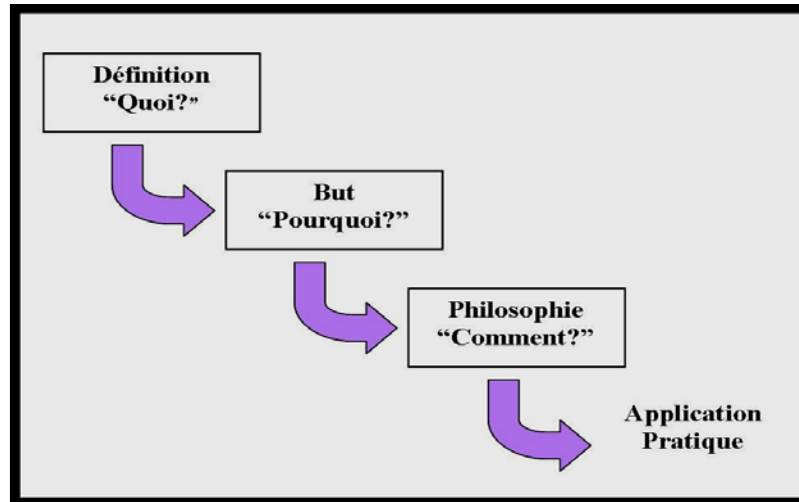 Définition
“Quoi?”
But
“Pourquoi?”
Philosophie
“Comment?”
Application
Pratique